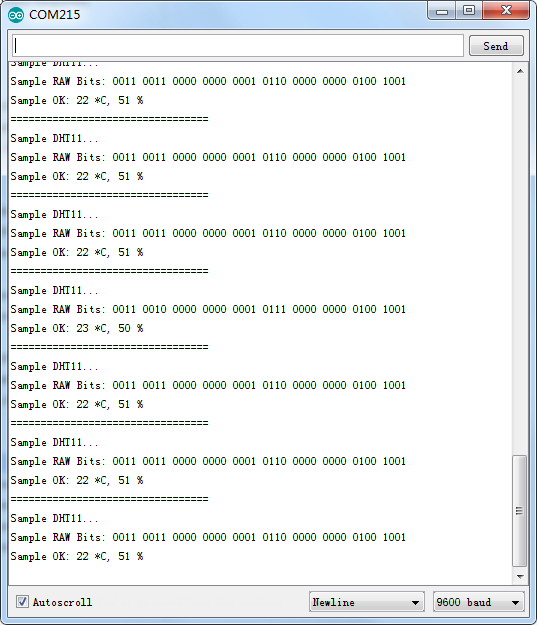 COM215
Send
Sample DHT11...
Sample RAW Bits: 0011 0011 0000 0000 0001 0110 0000 0000 0100 1001
Sample OK: 22 *C, 51 %
=================================
Sample DHT11...
Sample RAW Bits: 0011 0011 0000 0000 0001 0110 0000 0000 0100 1001
Sample OK: 22 *C, 51 %
=================================
Sample DHT11...
Sample RAW Bits: 0011 0011 0000 0000 0001 0110 0000 0000 0100 1001
Sample OK: 22 *C, 51 %
=================================
Sample DHT11...
Sample RAW Bits: 0011 0010 0000 0000 0001 0111 0000 0000 0100 1001
Sample OK: 23 *C, 50 %
=================================
Sample DHT11...
Sample RAW Bits: 0011 0011 0000 0000 0001 0110 0000 0000 0100 1001
Sample OK: 22 *C, 51 %
=================================
Sample DHT11...
Sample RAW Bits: 0011 0011 0000 0000 0001 0110 0000 0000 0100 1001
Sample OK: 22 *C, 51 %
=================================
Sample DHT11...
Sample RAW Bits: 0011 0011 0000 0000 0001 0110 0000 0000 0100 1001
Sample OK: 22 *C, 51 %
Autoscroll
Newline
9600 baud